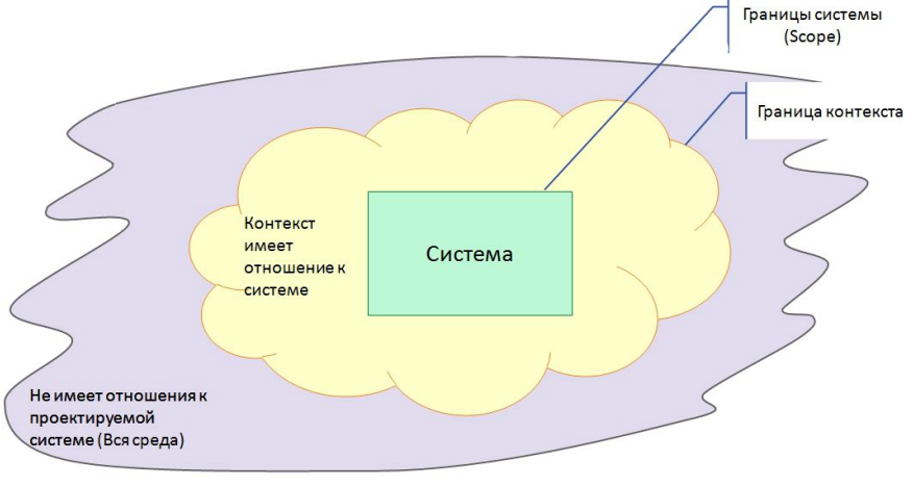 Границы системы
(Scope)
Граница контекста
Контекст
имеет
отношение к
системе
Система
Не имеет отношения к
проектируемой
системе (Вся среда)